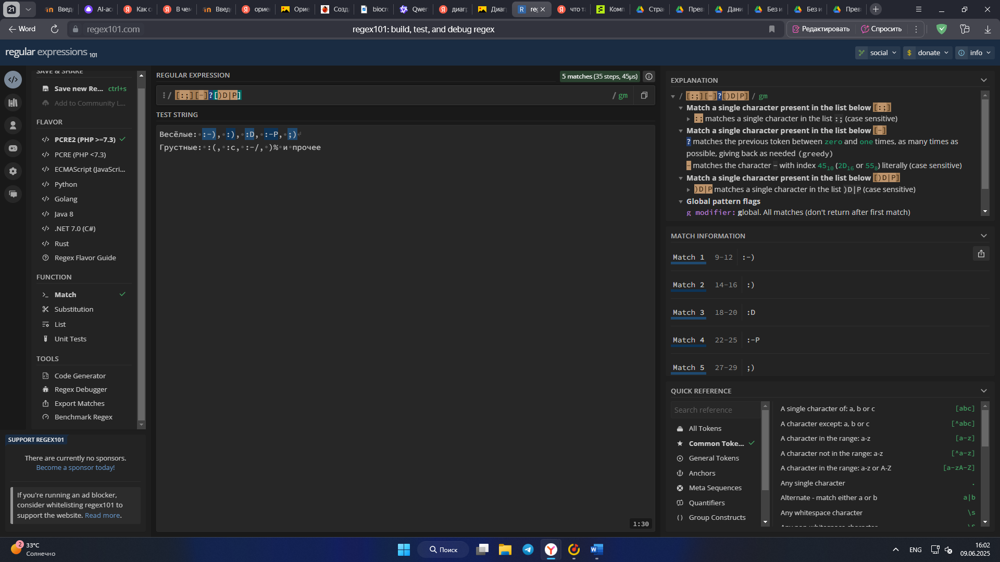 21
Введ
AI-ас
Как с
В чем
Введ
орие
Орие
Созд
biocr
Qwer
диагр
Диагр
reg
что та
Комп
Стра
Прев
Дани
Без и
Без и
Прев
Word
regex101.com
regex101: build, test, and debug regex
Редактировать
Спросить
regular expressions 101
social
$ donate
info
SAVE & SHARE
Save new Re... ctrl+s
Add to Community L...
FLAVOR
PCRE2 (PHP >=7.3)
PCRE (PHP <7.3)
ECMAScript (JavaScri...
Python
Golang
Java 8
.NET 7.0 (C#)
Rust
Regex Flavor Guide
FUNCTION
Match
Substitution
List
Unit Tests
TOOLS
Code Generator
Regex Debugger
Export Matches
Benchmark Regex
SUPPORT REGEX101
There are currently no sponsors.
Become a sponsor today!
If you're running an ad blocker,
consider whitelisting regex101 to
support the website. Read more.
REGULAR EXPRESSION
5 matches (35 steps, 45μs)
/ [:;][-]?[)D|P] / gm
TEST STRING
Весёлые: :-), :), :D, :-P, ;)
Грустные: :(, :c, :-/, )% и прочее
1:30
EXPLANATION
/ [:;][-]?[)D|P] / gm
Match a single character present in the list below [:;]
:; matches a single character in the list :; (case sensitive)
Match a single character present in the list below [-]
? matches the previous token between zero and one times, as many times as
possible, giving back as needed (greedy)
- matches the character - with index 45₁₀ (2D₁₆ or 55₈) literally (case sensitive)
Match a single character present in the list below [)D|P]
)D|P matches a single character in the list )D|P (case sensitive)
Global pattern flags
g modifier: global. All matches (don't return after first match)
MATCH INFORMATION
Match 1 9-12 :-)
Match 2 14-16 :)
Match 3 18-20 :D
Match 4 22-25 :-P
Match 5 27-29 ;)
QUICK REFERENCE
Search reference
All Tokens
Common Toke...
General Tokens
Anchors
Meta Sequences
Quantifiers
Group Constructs
A single character of: a, b or c [abc]
A character except: a, b or c [^abc]
A character in the range: a-z [a-z]
A character not in the range: a-z [^a-z]
A character in the range: a-z or A-Z [a-zA-Z]
Any single character .
Alternate - match either a or b a|b
Any whitespace character \s
Any non-whitespace character \S
2
33°C
Солнечно
Поиск
ENG
16:02
09.06.2025